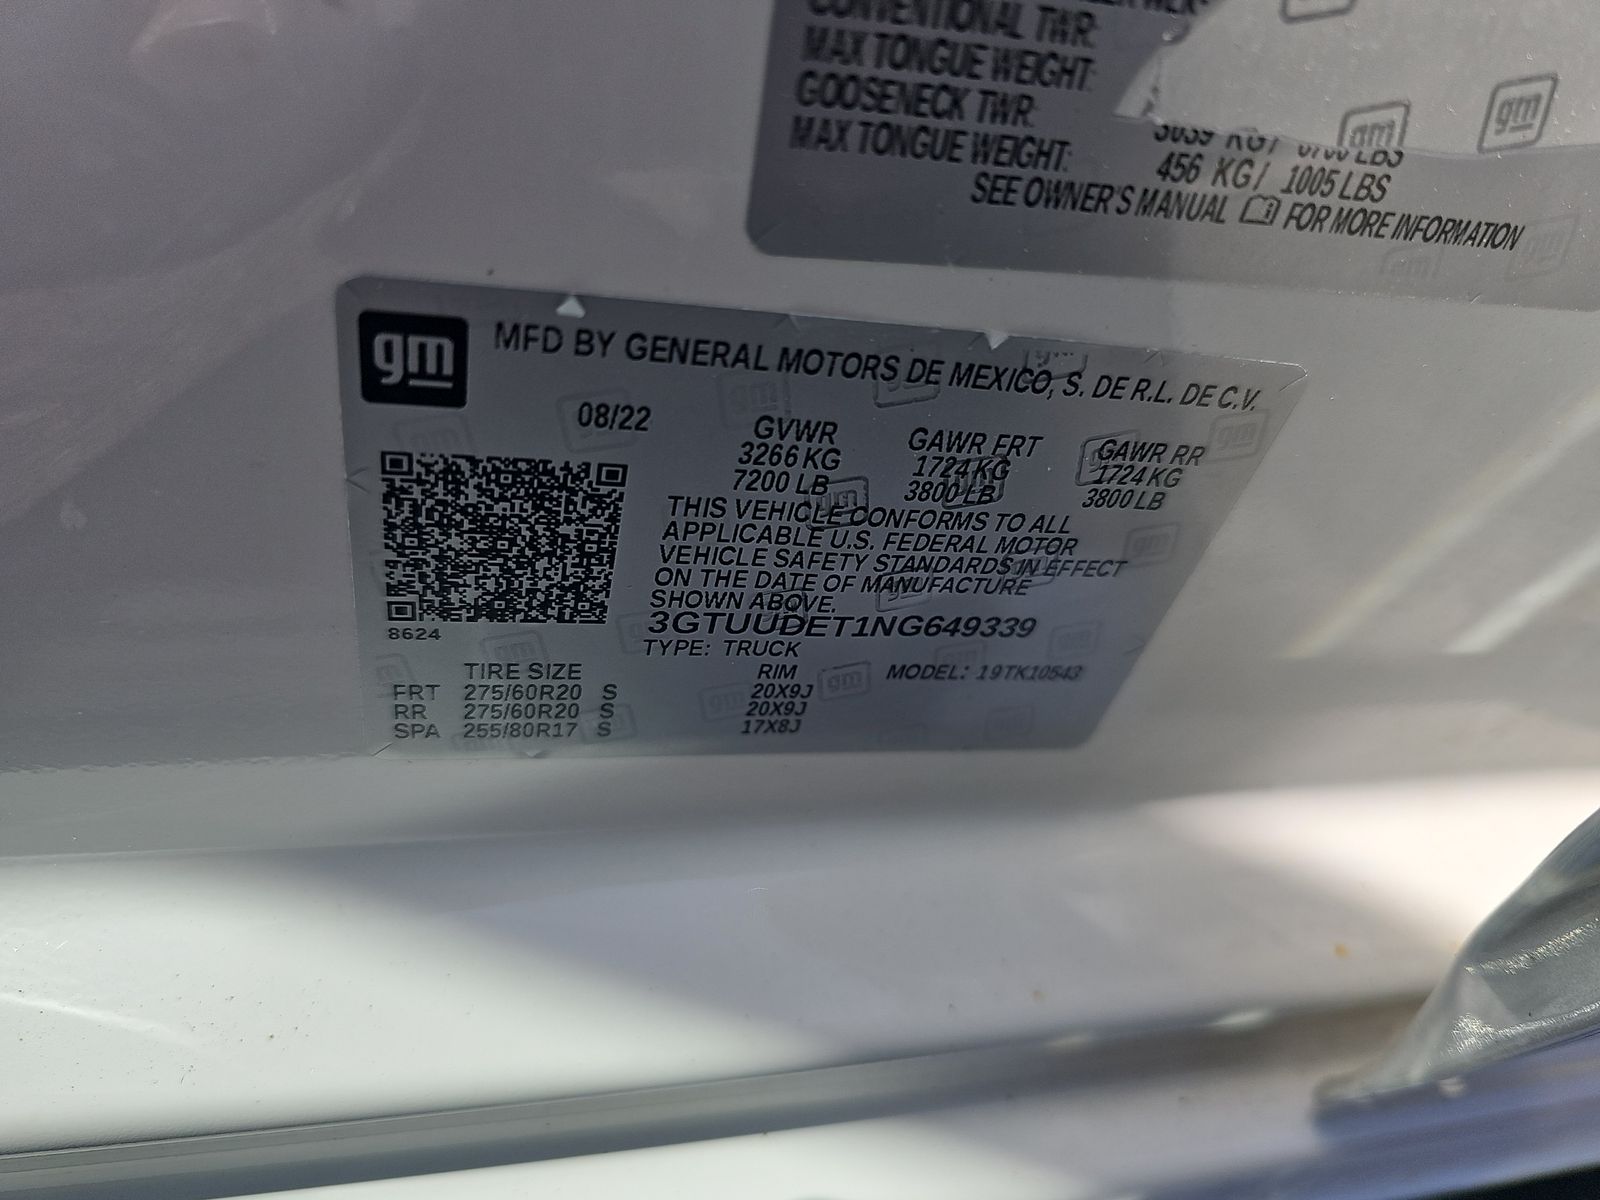 CONVENTIONAL TWR:
MAX TONGUE WEIGHT:
GOOSENECK TWR:
MAX TONGUE WEIGHT: 456 KG/ 1005 LBS
SEE OWNER'S MANUAL FOR MORE INFORMATION
gm MFD BY GENERAL MOTORS DE MEXICO, S. DE R.L. DE C.V.
08/22
GVWR GAWR FRT GAWR RR
3266 KG 1724 KG 1724 KG
7200 LB 3800 LB 3800 LB
THIS VEHICLE CONFORMS TO ALL
APPLICABLE U.S. FEDERAL MOTOR
VEHICLE SAFETY STANDARDS IN EFFECT
ON THE DATE OF MANUFACTURE
SHOWN ABOVE.
3GTUUDET1NG649339
8624
TYPE: TRUCK
TIRE SIZE RIM MODEL: 19TK10543
FRT 275/60R20 S 20X9J
RR 275/60R20 S 20X9J
SPA 255/80R17 S 17X8J